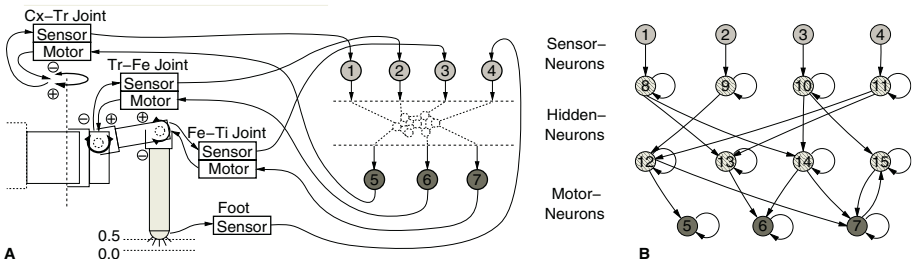 Cx–Tr Joint
Sensor
Motor
⊖
⊕
Tr–Fe Joint
Sensor
Motor
⊖ ⊕ ⊕
⊖
Fe–Ti Joint
Sensor
Motor
Foot
Sensor
0.5
0.0
A
1 2 3 4
5 6 7
Sensor–
Neurons
Hidden–
Neurons
Motor–
Neurons
1 2 3 4
8 9 10 11
12 13 14 15
5 6 7
B